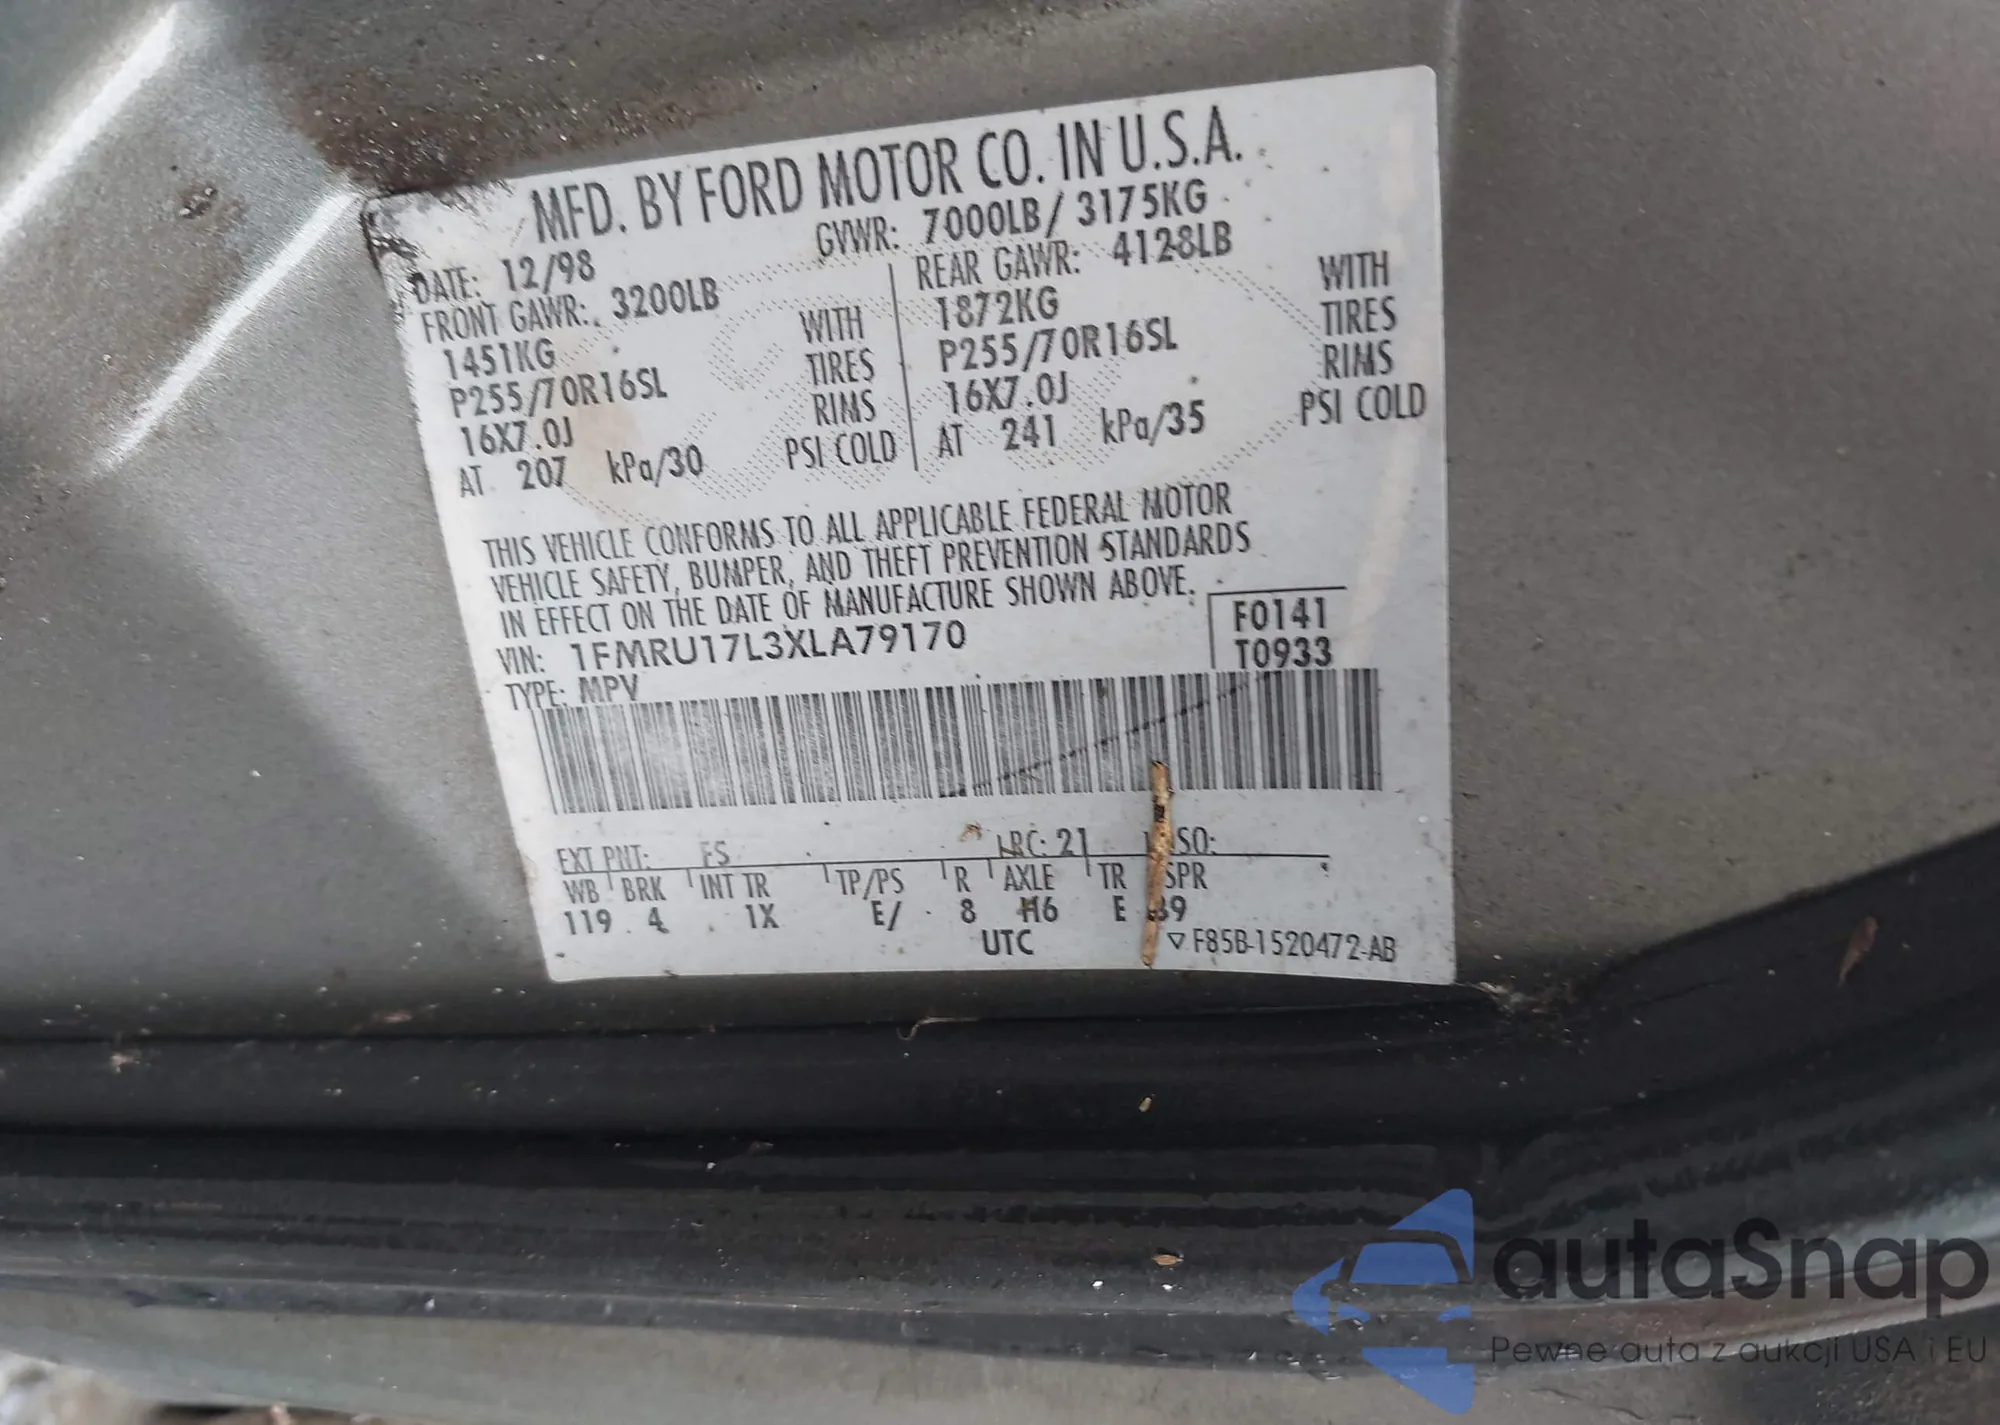 MFD. BY FORD MOTOR CO. IN U.S.A.
DATE: 12/98 GVWR: 7000LB/ 3175KG
FRONT GAWR: 3200LB REAR GAWR: 4128LB
1451KG WITH 1872KG WITH
P255/70R16SL TIRES P255/70R16SL TIRES
16X7.0J RIMS 16X7.0J RIMS
AT 207 kPa/30 PSI COLD AT 241 kPa/35 PSI COLD
THIS VEHICLE CONFORMS TO ALL APPLICABLE FEDERAL MOTOR
VEHICLE SAFETY, BUMPER, AND THEFT PREVENTION STANDARDS
IN EFFECT ON THE DATE OF MANUFACTURE SHOWN ABOVE.
VIN: 1FMRU17L3XLA79170 F0141
TYPE: MPV T0933
EXT PNT: FS RC: 21 DSO:
WB BRK INT TR TP/PS R AXLE TR SPR
119 4 1X E/ 8 H6 E
UTC ▽ F85B-1520472-AB
autaSnap
Pewne auta z aukcji USA i EU